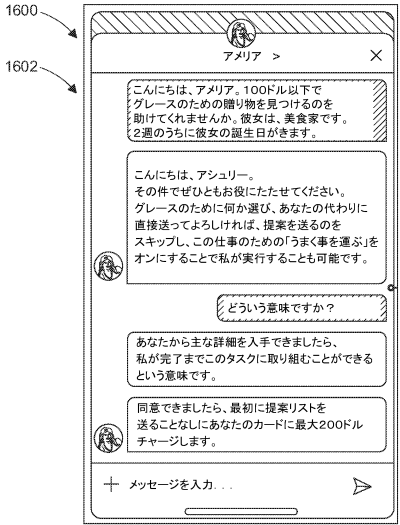 1600
1602
アメリア >
こんにちは、アメリア。100ドル以下で
グレースのための贈り物を見つけるのを
助けてくれませんか。彼女は、美食家です。
2週のうちに彼女の誕生日がきます。
こんにちは、アシュリー。
その件でぜひともお役にたたせてください。
グレースのために何か選び、あなたの代わりに
直接送ってよろしければ、提案を送るのを
スキップし、この仕事のための「うまく事を運ぶ」を
オンにすることで私が実行することも可能です。
どういう意味ですか？
あなたから主な詳細を入手できましたら、
私が完了までこのタスクに取り組むことができる
という意味です。
同意できましたら、最初に提案リストを
送ることなしにあなたのカードに最大200ドル
チャージします。
メッセージを入力...